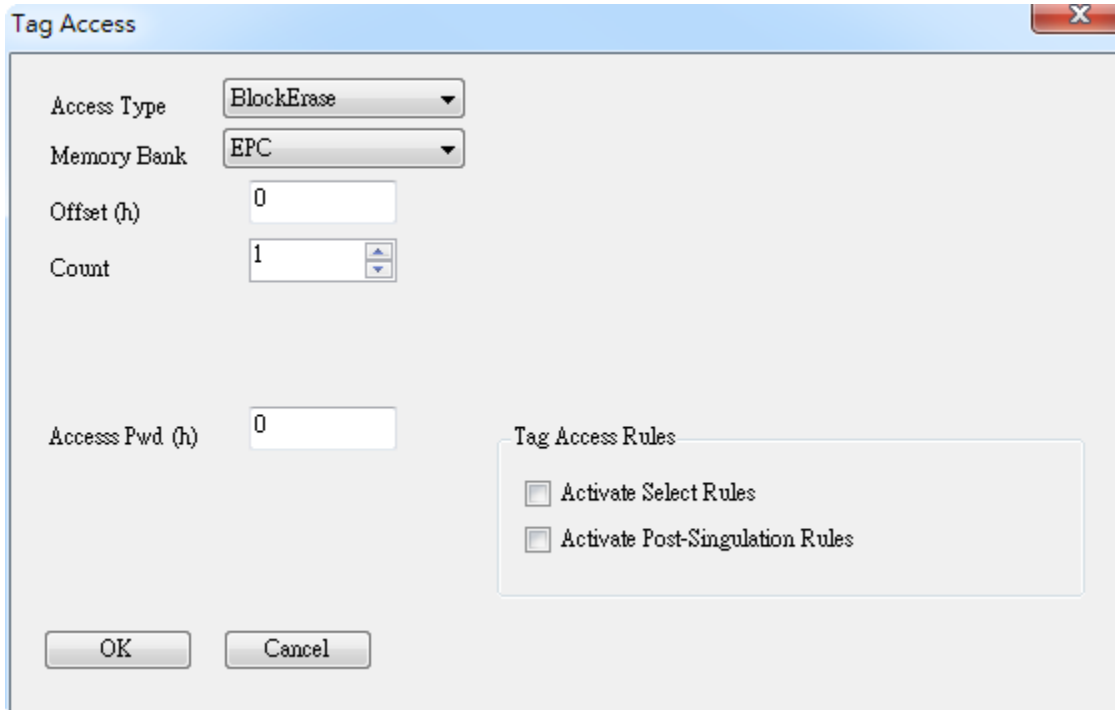 Tag Access
Access Type BlockErase
Memory Bank EPC
Offset (h) 0
Count 1
Accesss Pwd (h) 0
Tag Access Rules
Activate Select Rules
Activate Post-Singulation Rules
OK Cancel